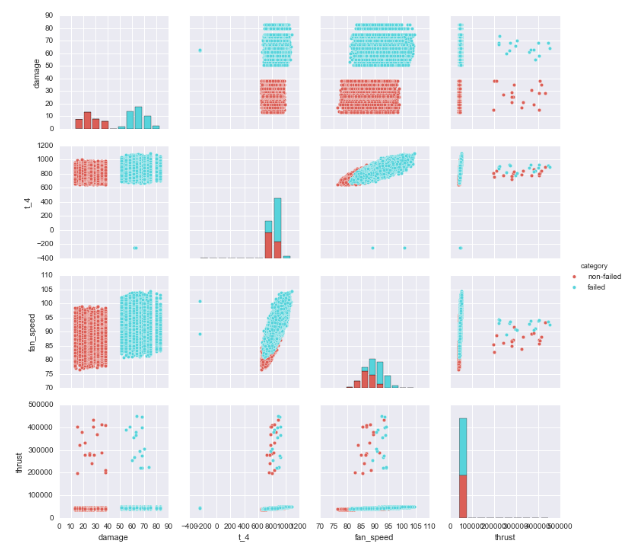 90
80
70
60
50
40
30
20
10
0
damage
1200
1000
800
600
400
200
0
−200
−400
t_4
category
non-failed
failed
110
105
100
95
90
85
80
75
70
fan_speed
500000
400000
300000
200000
100000
0
thrust
0 10 20 30 40 50 60 70 80 90
−400−200 0 200 400 600 800 1000 1200
70 75 80 85 90 95 100 105 110
0 100000 200000 300000 400000 500000
damage
t_4
fan_speed
thrust